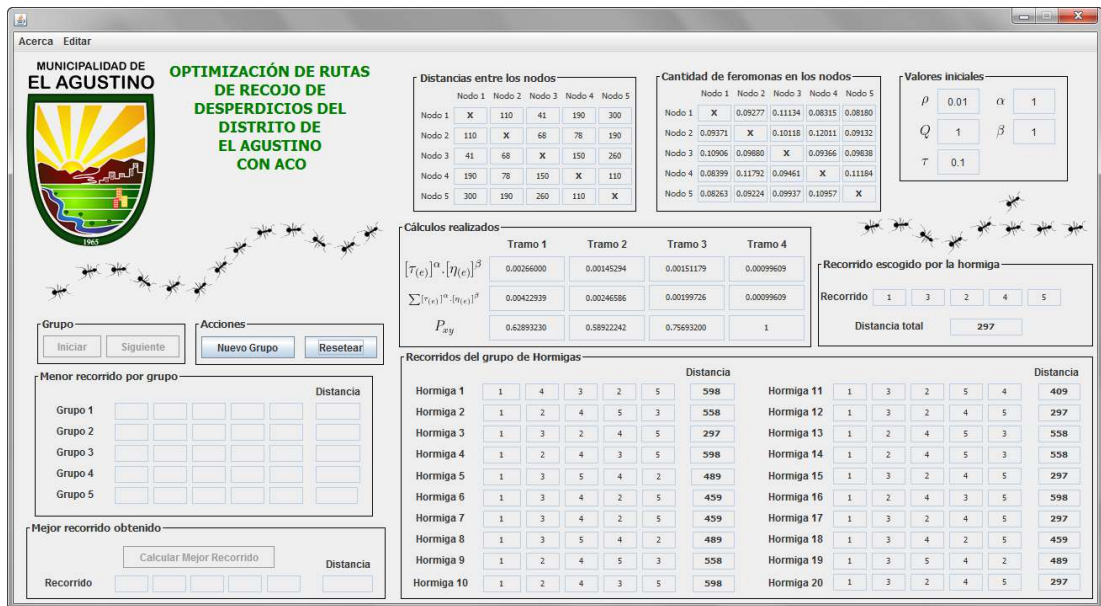 Acerca Editar
MUNICIPALIDAD DE
EL AGUSTINO
1965
OPTIMIZACIÓN DE RUTAS
DE RECOJO DE
DESPERDICIOS DEL
DISTRITO DE
EL AGUSTINO
CON ACO
Distancias entre los nodos
Nodo 1 Nodo 2 Nodo 3 Nodo 4 Nodo 5
Nodo 1 X 110 41 190 300
Nodo 2 110 X 68 78 190
Nodo 3 41 68 X 150 260
Nodo 4 190 78 150 X 110
Nodo 5 300 190 260 110 X
Cantidad de feromonas en los nodos
Nodo 1 Nodo 2 Nodo 3 Nodo 4 Nodo 5
Nodo 1 X 0.09277 0.11134 0.08315 0.08180
Nodo 2 0.09371 X 0.10118 0.12011 0.09132
Nodo 3 0.10906 0.09880 X 0.09366 0.09838
Nodo 4 0.08399 0.11792 0.09461 X 0.11184
Nodo 5 0.08263 0.09224 0.09937 0.10957 X
Valores iniciales
ρ 0.01 α 1
Q 1 β 1
τ 0.1
Cálculos realizados
Tramo 1 Tramo 2 Tramo 3 Tramo 4
[τ(e)]^α.[η(e)]^β 0.00266000 0.00145294 0.00151179 0.00099609
∑[τ(e)]^α.[η(e)]^β 0.00422939 0.00246586 0.00199726 0.00099609
Pxy 0.62893230 0.58922242 0.75693200 1
Recorrido escogido por la hormiga
Recorrido 1 3 2 4 5
Distancia total 297
Grupo
Iniciar Siguiente
Acciones
Nuevo Grupo Resetear
Menor recorrido por grupo
Distancia
Grupo 1
Grupo 2
Grupo 3
Grupo 4
Grupo 5
Mejor recorrido obtenido
Calcular Mejor Recorrido
Distancia
Recorrido
Recorridos del grupo de Hormigas
Distancia
Hormiga 1 1 4 3 2 5 598
Hormiga 2 1 2 4 5 3 558
Hormiga 3 1 3 2 4 5 297
Hormiga 4 1 2 4 3 5 598
Hormiga 5 1 3 5 4 2 489
Hormiga 6 1 3 4 2 5 459
Hormiga 7 1 3 4 2 5 459
Hormiga 8 1 3 5 4 2 489
Hormiga 9 1 2 4 5 3 558
Hormiga 10 1 2 4 3 5 598
Distancia
Hormiga 11 1 3 2 5 4 409
Hormiga 12 1 3 2 4 5 297
Hormiga 13 1 2 4 5 3 558
Hormiga 14 1 2 4 5 3 558
Hormiga 15 1 3 2 4 5 297
Hormiga 16 1 2 4 3 5 598
Hormiga 17 1 3 2 4 5 297
Hormiga 18 1 3 4 2 5 459
Hormiga 19 1 3 5 4 2 489
Hormiga 20 1 3 2 4 5 297